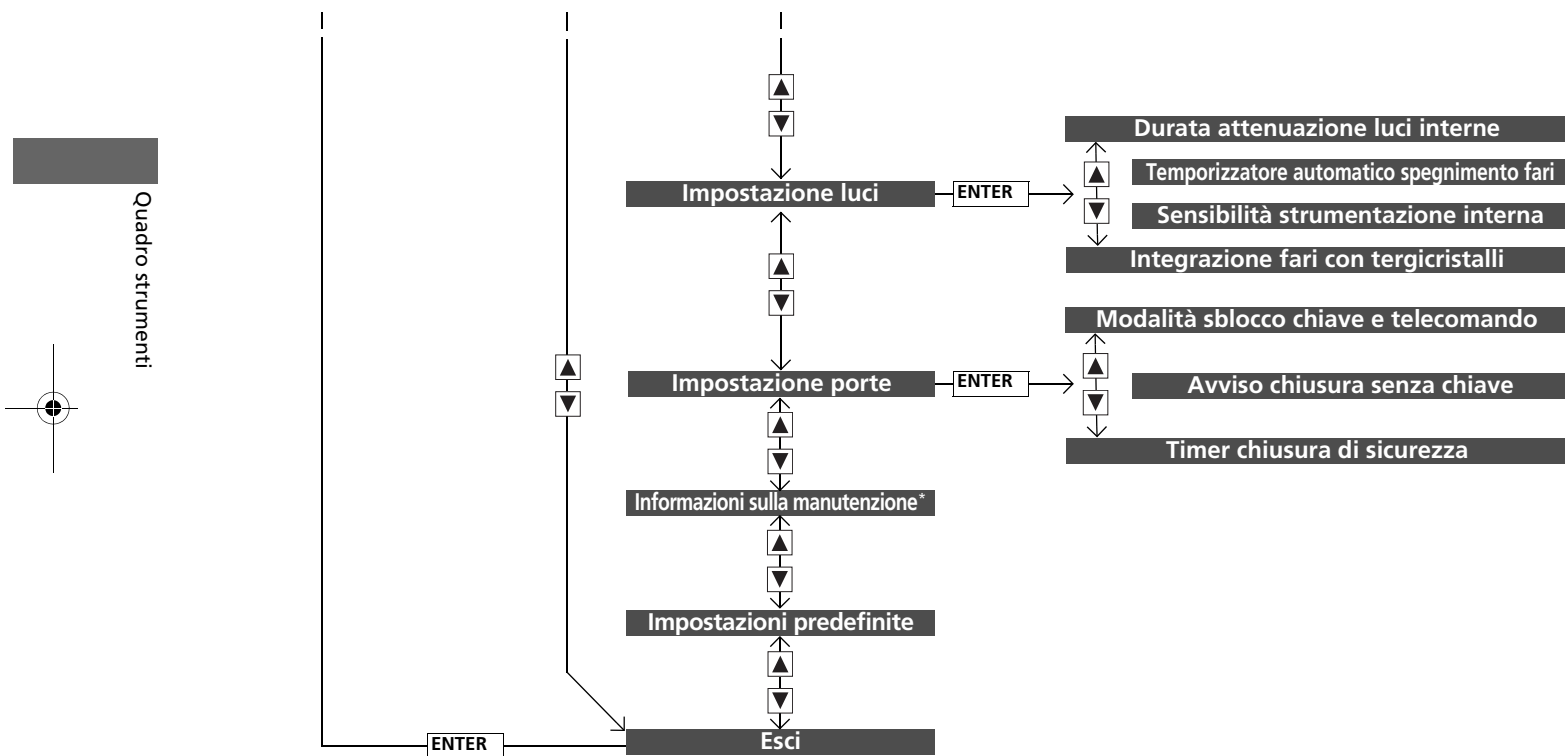 Quadro strumenti
▲
▼
Impostazione luci
ENTER
Durata attenuazione luci interne
▲
Temporizzatore automatico spegnimento fari
▼
Sensibilità strumentazione interna
Integrazione fari con tergicristalli
▲
▼
Impostazione porte
ENTER
Modalità sblocco chiave e telecomando
▲
Avviso chiusura senza chiave
▼
Timer chiusura di sicurezza
▲
▼
▲
▼
Informazioni sulla manutenzione*
▲
▼
Impostazioni predefinite
▲
▼
Esci
ENTER